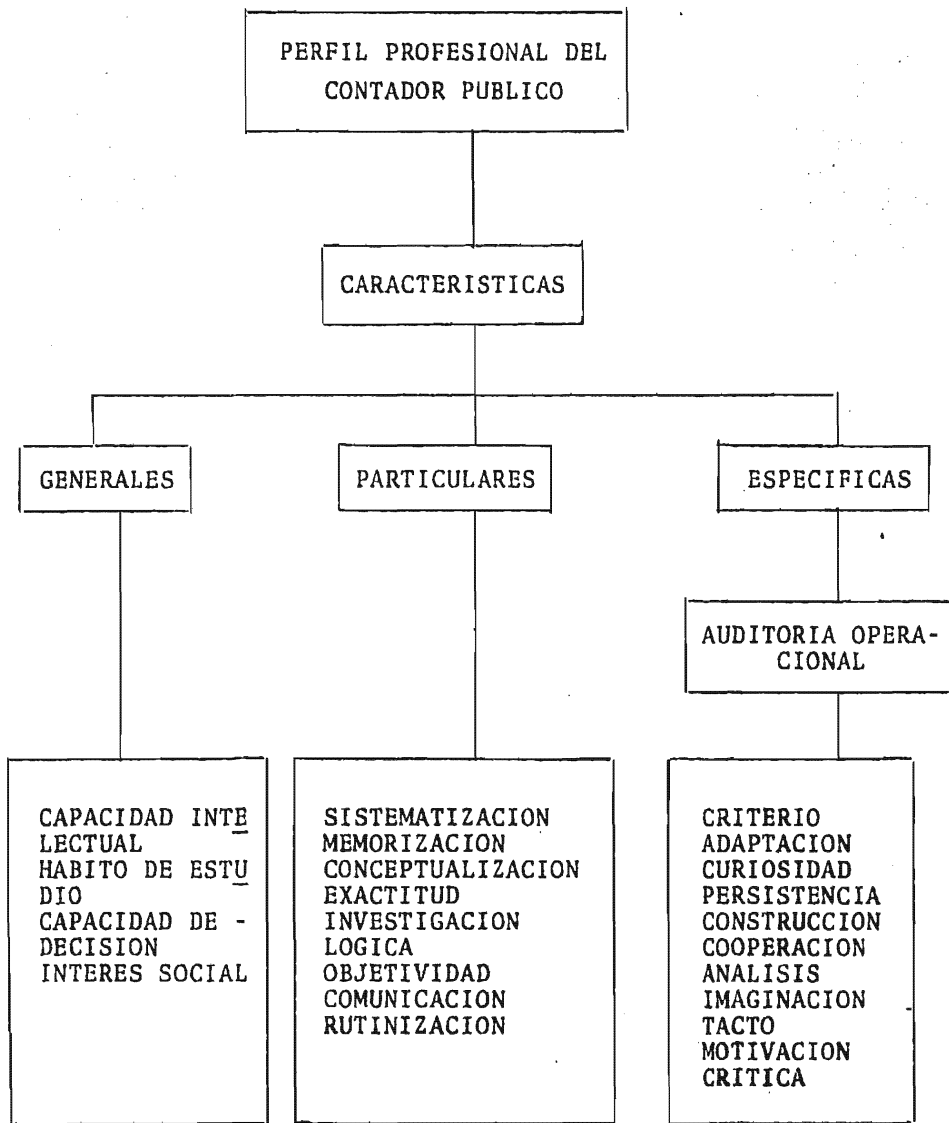 PERFIL PROFESIONAL DEL
CONTADOR PUBLICO
CARACTERISTICAS
GENERALES
PARTICULARES
ESPECIFICAS
AUDITORIA OPERA-
CIONAL
CAPACIDAD INTE
LECTUAL
HABITO DE ESTU
DIO
CAPACIDAD DE -
DECISION
INTERES SOCIAL
SISTEMATIZACION
MEMORIZACION
CONCEPTUALIZACION
EXACTITUD
INVESTIGACION
LOGICA
OBJETIVIDAD
COMUNICACION
RUTINIZACION
CRITERIO
ADAPTACION
CURIOSIDAD
PERSISTENCIA
CONSTRUCCION
COOPERACION
ANALISIS
IMAGINACION
TACTO
MOTIVACION
CRITICA